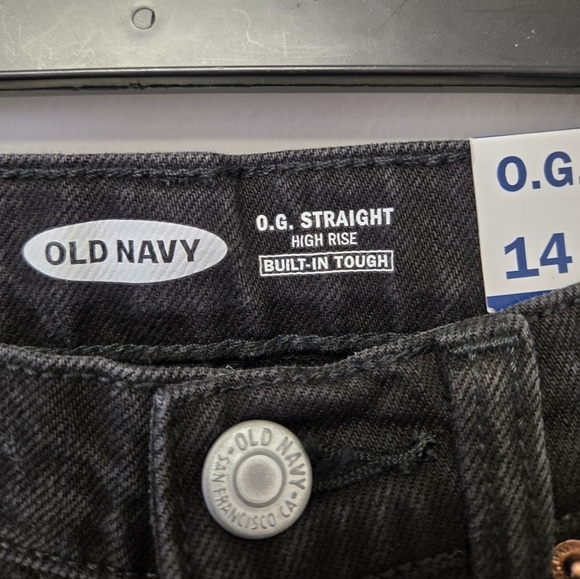 OLD NAVY
O.G. STRAIGHT
HIGH RISE
BUILT-IN TOUGH
O.G.
14
OLD NAVY
SAN FRANCISCO CA